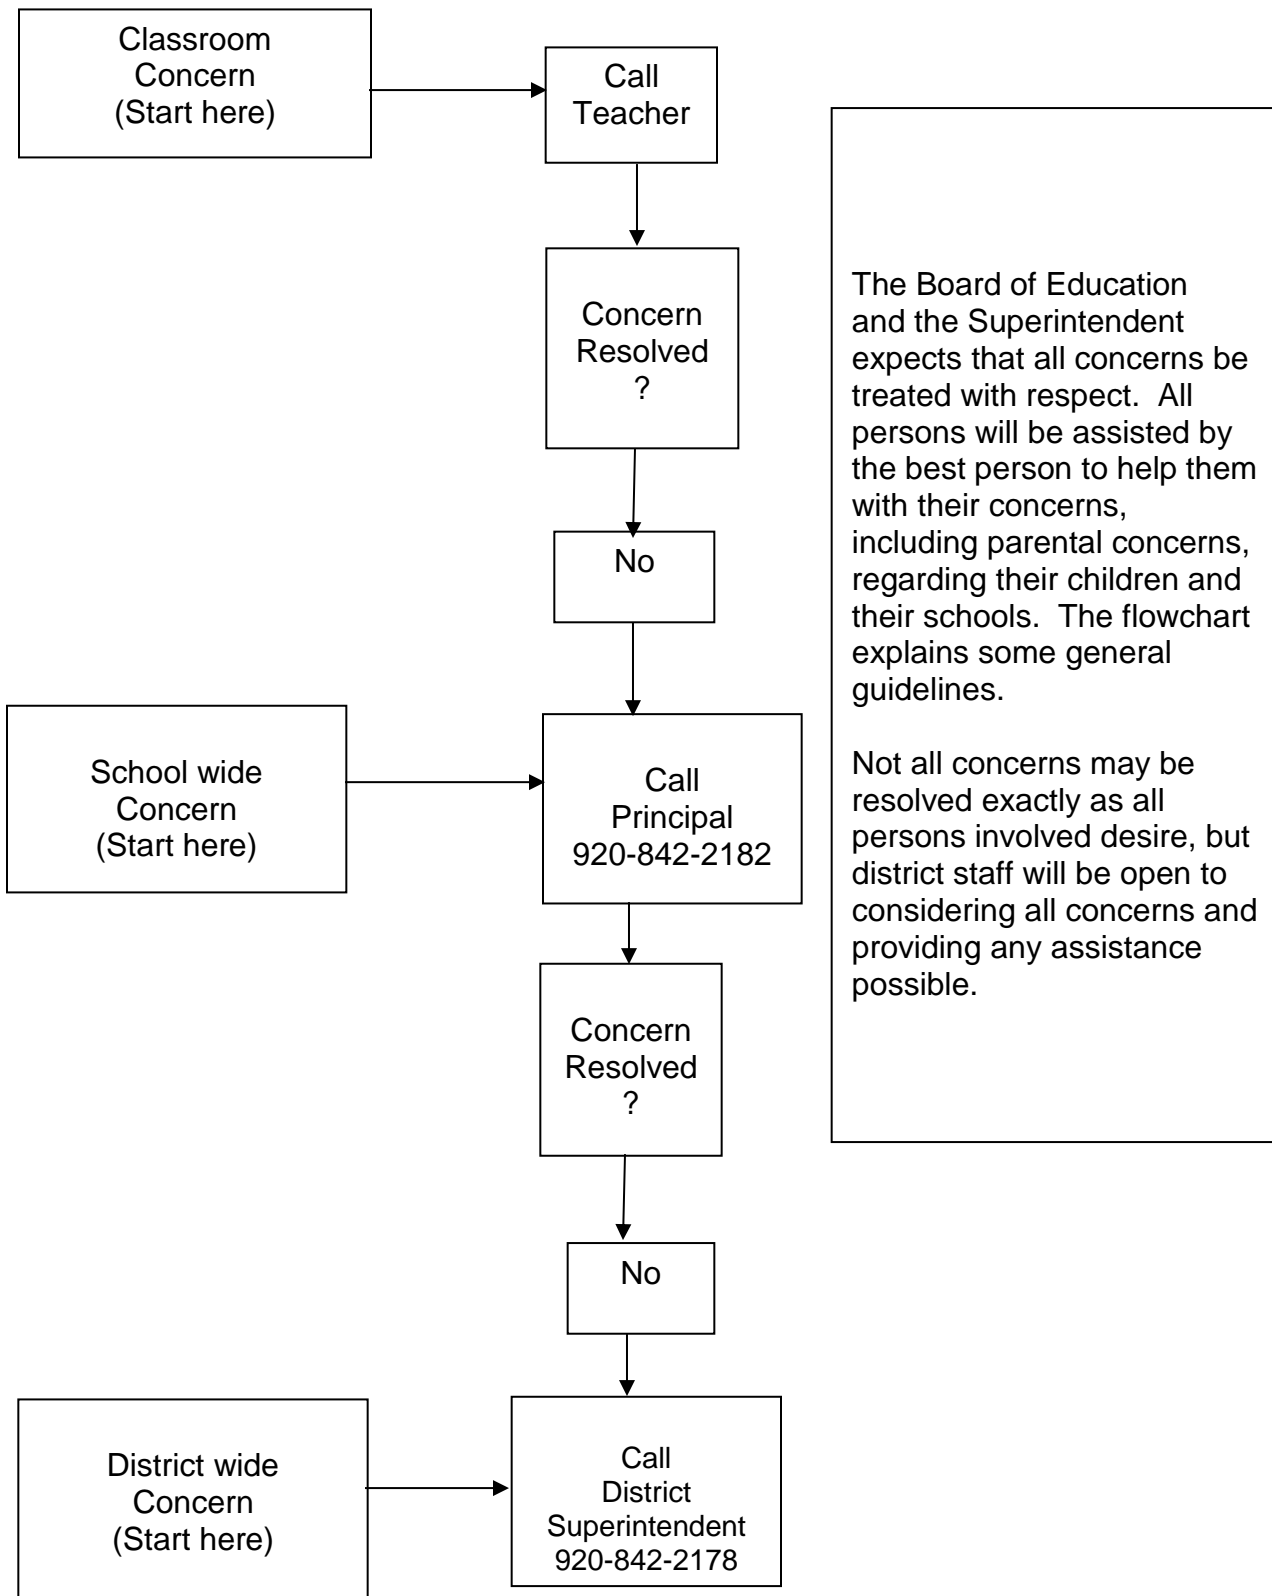 Classroom
Concern
(Start here)
Call
Teacher
Concern
Resolved
?
No
School wide
Concern
(Start here)
Call
Principal
920-842-2182
Concern
Resolved
?
No
District wide
Concern
(Start here)
Call
District
Superintendent
920-842-2178
The Board of Education
and the Superintendent
expects that all concerns be
treated with respect.  All
persons will be assisted by
the best person to help them
with their concerns,
including parental concerns,
regarding their children and
their schools.  The flowchart
explains some general
guidelines.
Not all concerns may be
resolved exactly as all
persons involved desire, but
district staff will be open to
considering all concerns and
providing any assistance
possible.